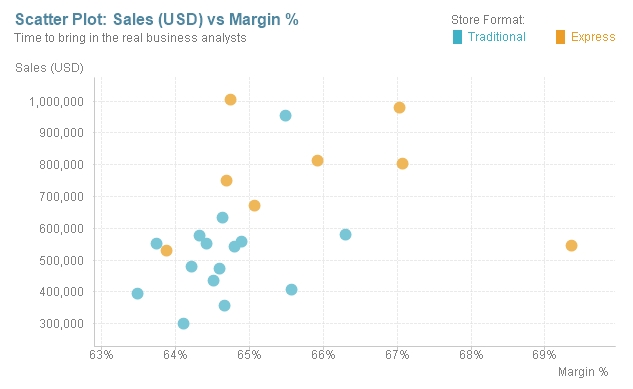 Scatter Plot: Sales (USD) vs Margin %
Time to bring in the real business analysts
Store Format:
Traditional
Express
Sales (USD)
1,000,000
900,000
800,000
700,000
600,000
500,000
400,000
300,000
63%
64%
65%
66%
67%
68%
69%
Margin %